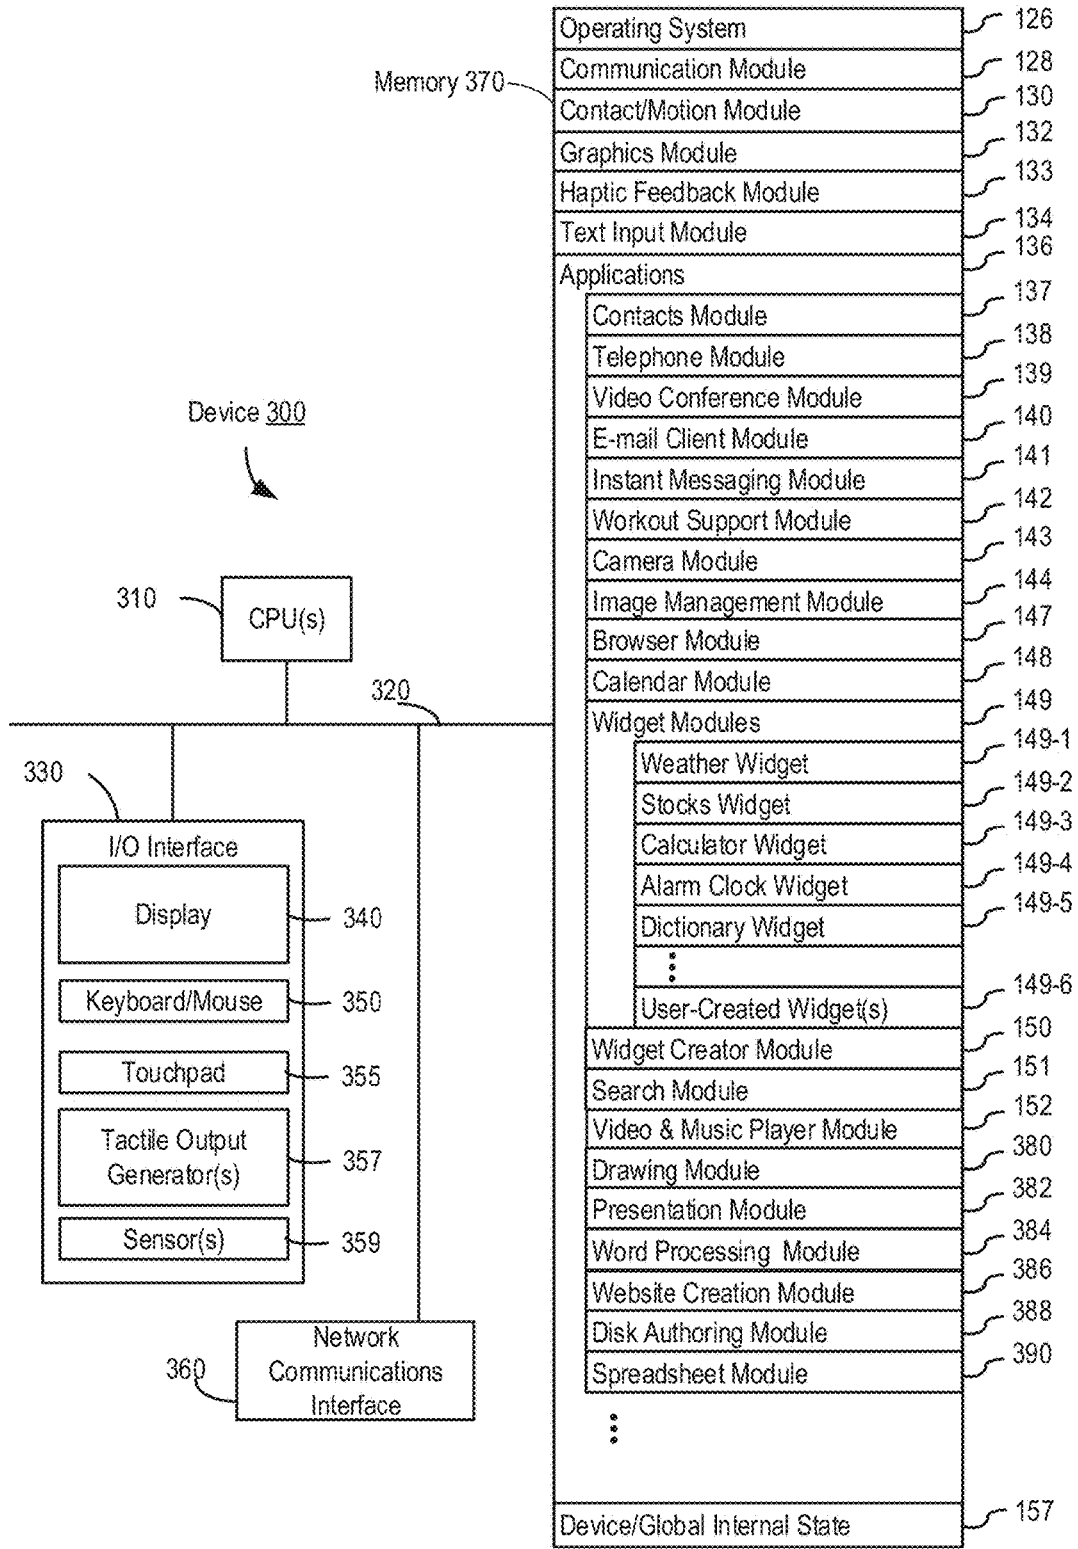 Device 300
310
CPU(s)
320
330
I/O Interface
Display
340
Keyboard/Mouse
350
Touchpad
355
Tactile Output
Generator(s)
357
Sensor(s)
359
360
Network
Communications
Interface
Memory 370
Operating System 126
Communication Module 128
Contact/Motion Module 130
Graphics Module 132
Haptic Feedback Module 133
Text Input Module 134
Applications 136
Contacts Module 137
Telephone Module 138
Video Conference Module 139
E-mail Client Module 140
Instant Messaging Module 141
Workout Support Module 142
Camera Module 143
Image Management Module 144
Browser Module 147
Calendar Module 148
Widget Modules 149
Weather Widget 149-1
Stocks Widget 149-2
Calculator Widget 149-3
Alarm Clock Widget 149-4
Dictionary Widget 149-5
User-Created Widget(s) 149-6
Widget Creator Module 150
Search Module 151
Video & Music Player Module 152
Drawing Module 380
Presentation Module 382
Word Processing Module 384
Website Creation Module 386
Disk Authoring Module 388
Spreadsheet Module 390
Device/Global Internal State 157